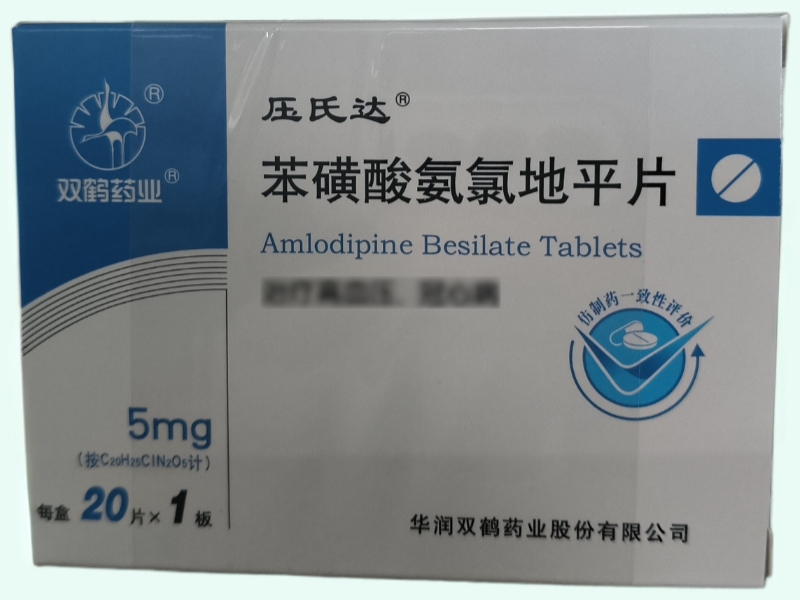 ®
双鹤药业®
压氏达®
苯磺酸氨氯地平片
Amlodipine Besilate Tablets
仿制药一致性评价
5mg
(按C20H25ClN2O5计)
每盒 20 片× 1 板
华润双鹤药业股份有限公司